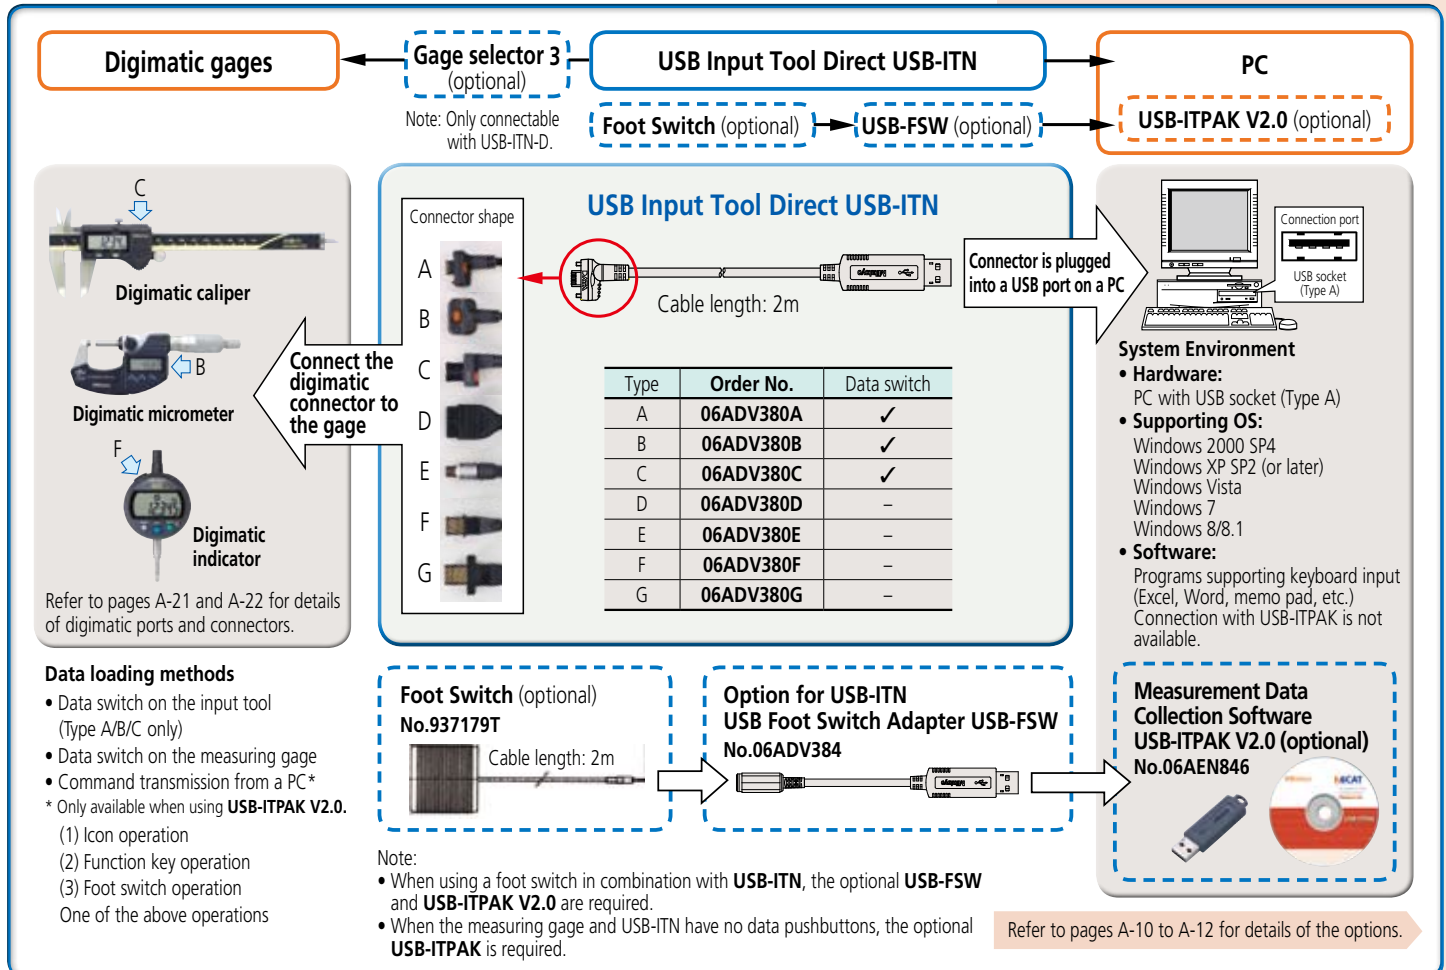 Digimatic gages
Gage selector 3
(optional)
USB Input Tool Direct USB-ITN
PC
Note: Only connectable
with USB-ITN-D.
Foot Switch (optional)
USB-FSW (optional)
USB-ITPAK V2.0 (optional)
C
Digimatic caliper
B
Digimatic micrometer
F
Digimatic
indicator
Refer to pages A-21 and A-22 for details
of digimatic ports and connectors.
Connect the
digimatic
connector to
the gage
Connector shape
A
B
C
D
E
F
G
USB Input Tool Direct USB-ITN
Mitutoyo
Cable length: 2m
Type Order No. Data switch
A 06ADV380A ✓
B 06ADV380B ✓
C 06ADV380C ✓
D 06ADV380D –
E 06ADV380E –
F 06ADV380F –
G 06ADV380G –
Connector is plugged
into a USB port on a PC
Connection port
USB socket
(Type A)
System Environment
• Hardware:
PC with USB socket (Type A)
• Supporting OS:
Windows 2000 SP4
Windows XP SP2 (or later)
Windows Vista
Windows 7
Windows 8/8.1
• Software:
Programs supporting keyboard input
(Excel, Word, memo pad, etc.)
Connection with USB-ITPAK is not
available.
Data loading methods
• Data switch on the input tool
(Type A/B/C only)
• Data switch on the measuring gage
• Command transmission from a PC*
* Only available when using USB-ITPAK V2.0.
(1) Icon operation
(2) Function key operation
(3) Foot switch operation
One of the above operations
Foot Switch (optional)
No.937179T
Cable length: 2m
Option for USB-ITN
USB Foot Switch Adapter USB-FSW
No.06ADV384
Mitutoyo
Measurement Data
Collection Software
USB-ITPAK V2.0 (optional)
No.06AEN846
MiCAT
Note:
• When using a foot switch in combination with USB-ITN, the optional USB-FSW
and USB-ITPAK V2.0 are required.
• When the measuring gage and USB-ITN have no data pushbuttons, the optional
USB-ITPAK is required.
Refer to pages A-10 to A-12 for details of the options.